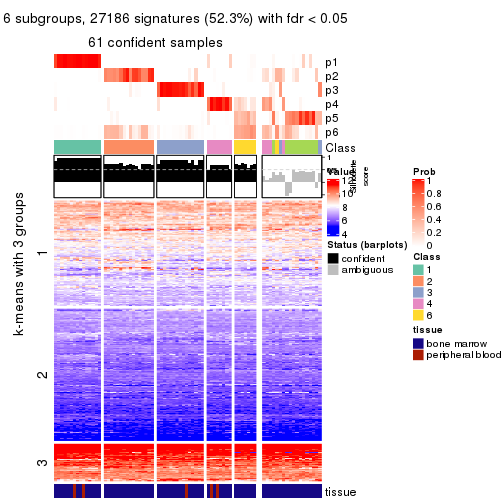 6 subgroups, 27186 signatures (52.3%) with fdr < 0.05
61 confident samples
p1
p2
p3
p4
p5
p6
Class
1
Silhouette
score
Value
12
10
8
6
4
Status (barplots)
confident
ambiguous
Prob
1
0.8
0.6
0.4
0.2
0
Class
1
2
3
4
6
tissue
bone marrow
peripheral blood
k-means with 3 groups
1
2
3
tissue